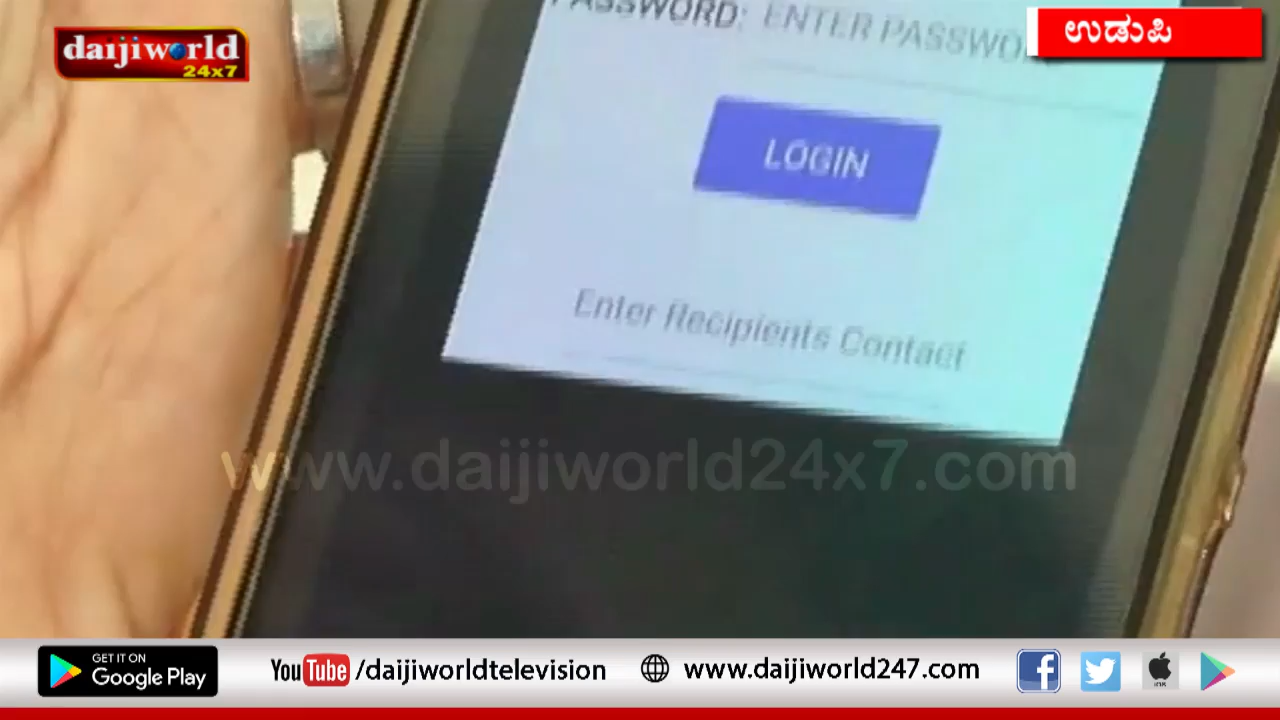 daijiworld
24x7
ಉಡುಪಿ
PASSWORD: ENTER PASSWO
LOGIN
Enter Recipients Contact
www.daijiworld24x7.com
GET IT ON
Google Play
YouTube /daijiworldtelevision
www.daijiworld247.com